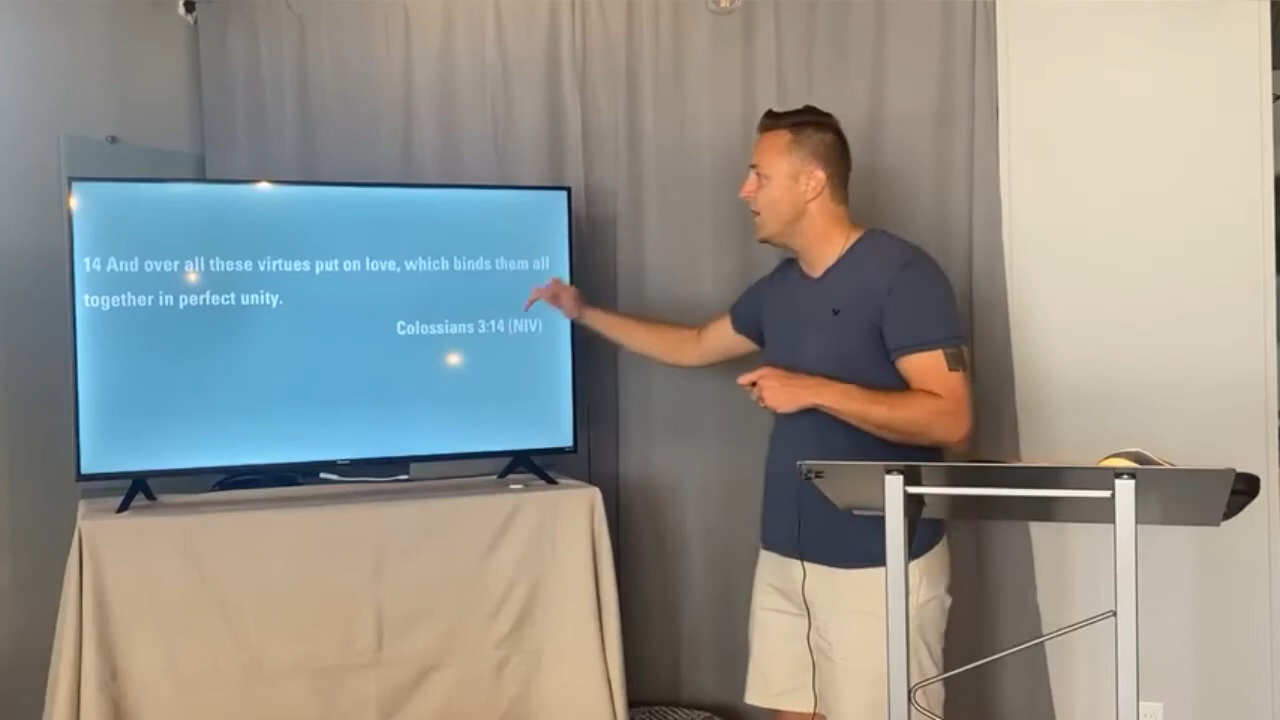 14 And over all these virtues put on love, which binds them all
together in perfect unity.
Colossians 3:14 (NIV)